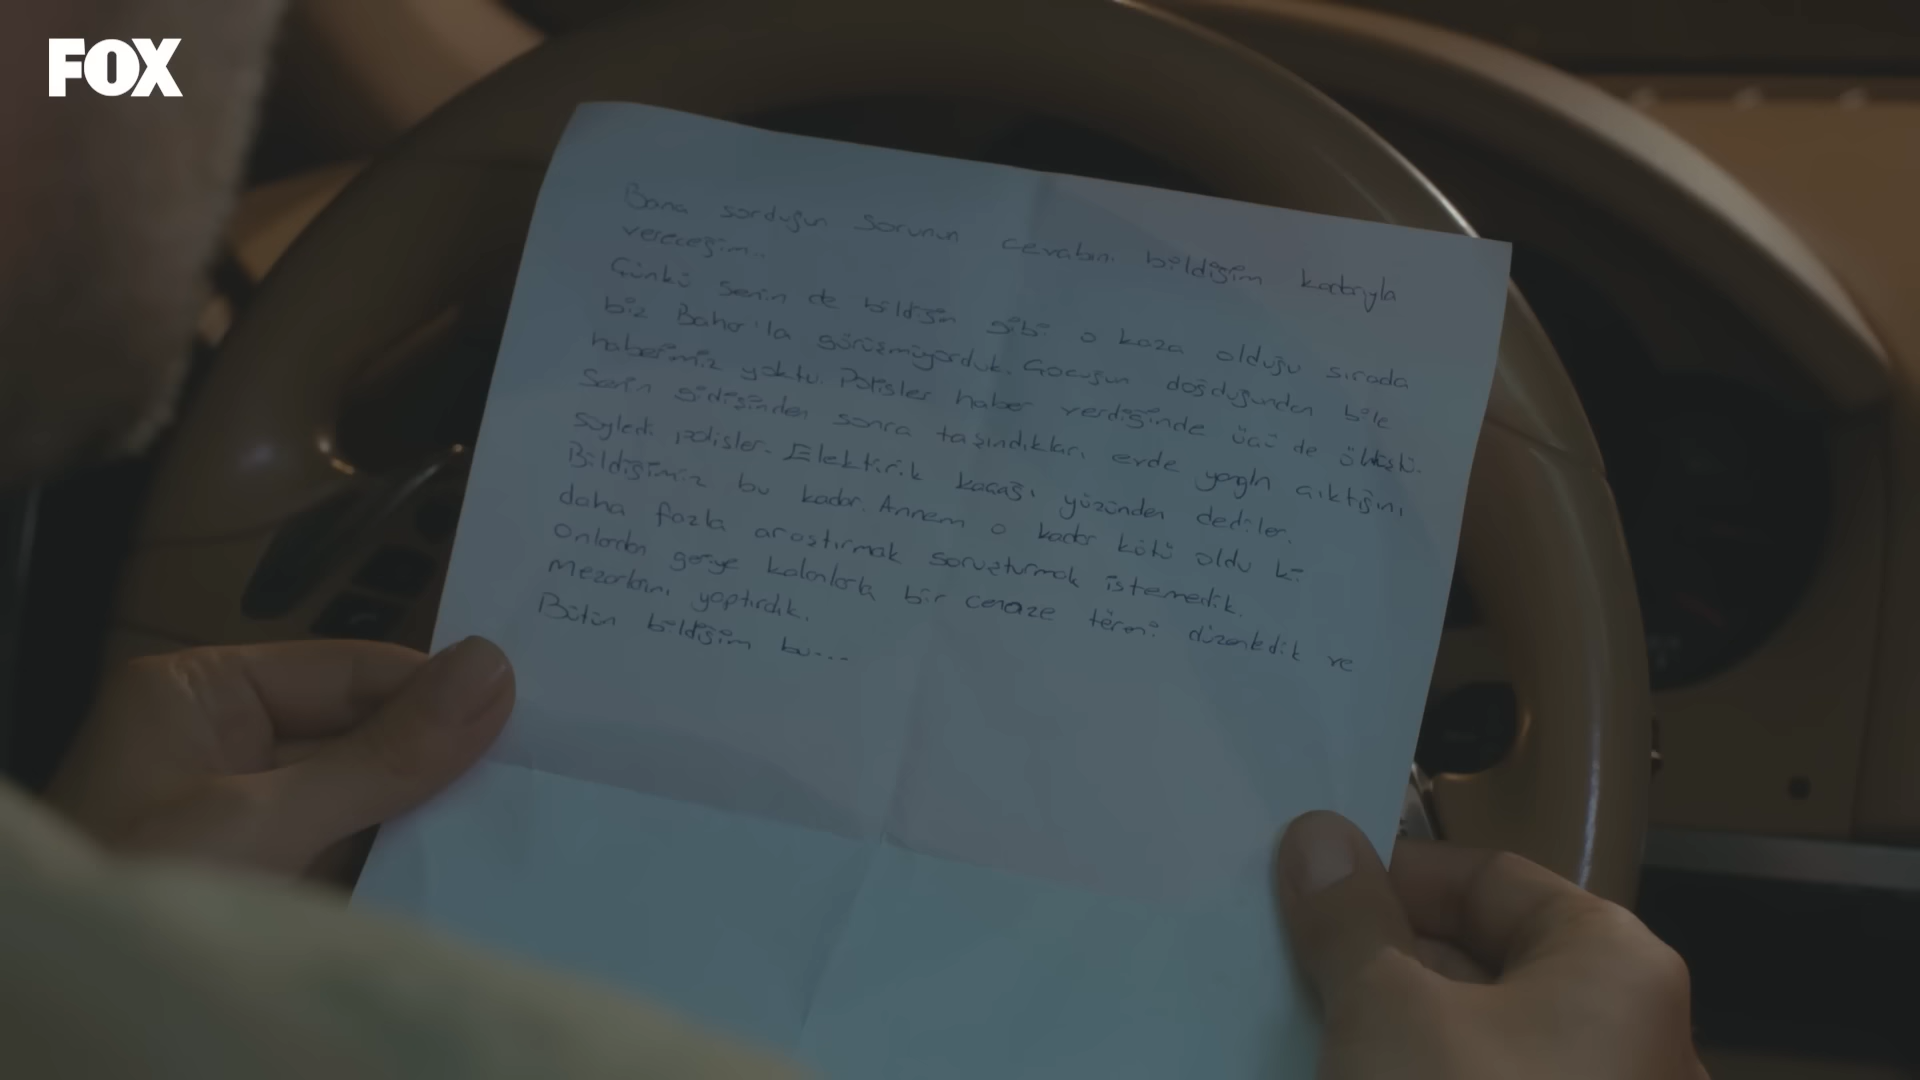 FOX
Bana sorduğun sorunun cevabını bildiğim kadarıyla
vereceğim..
Çünkü senin de bildiğin gibi o kaza olduğu sırada
biz Bahar'la görüşmüyorduk. Çocuğun doğduğundan bile
haberimiz yoktu. Polisler haber verdiğinde üçü de ölmüştü.
Senin gidişinden sonra taşındıkları evde yangın çıktığını
söyledi polisler. Elektirik kaçağı yüzünden dediler.
Bildiğimiz bu kadar. Annem o kadar kötü oldu ki
daha fazla araştırmak soruşturmak istemedik.
Onlardan geriye kalanlarla bir cenaze töreni düzenledik ve
mezarlarını yaptırdık.
Bütün bildiğim bu...